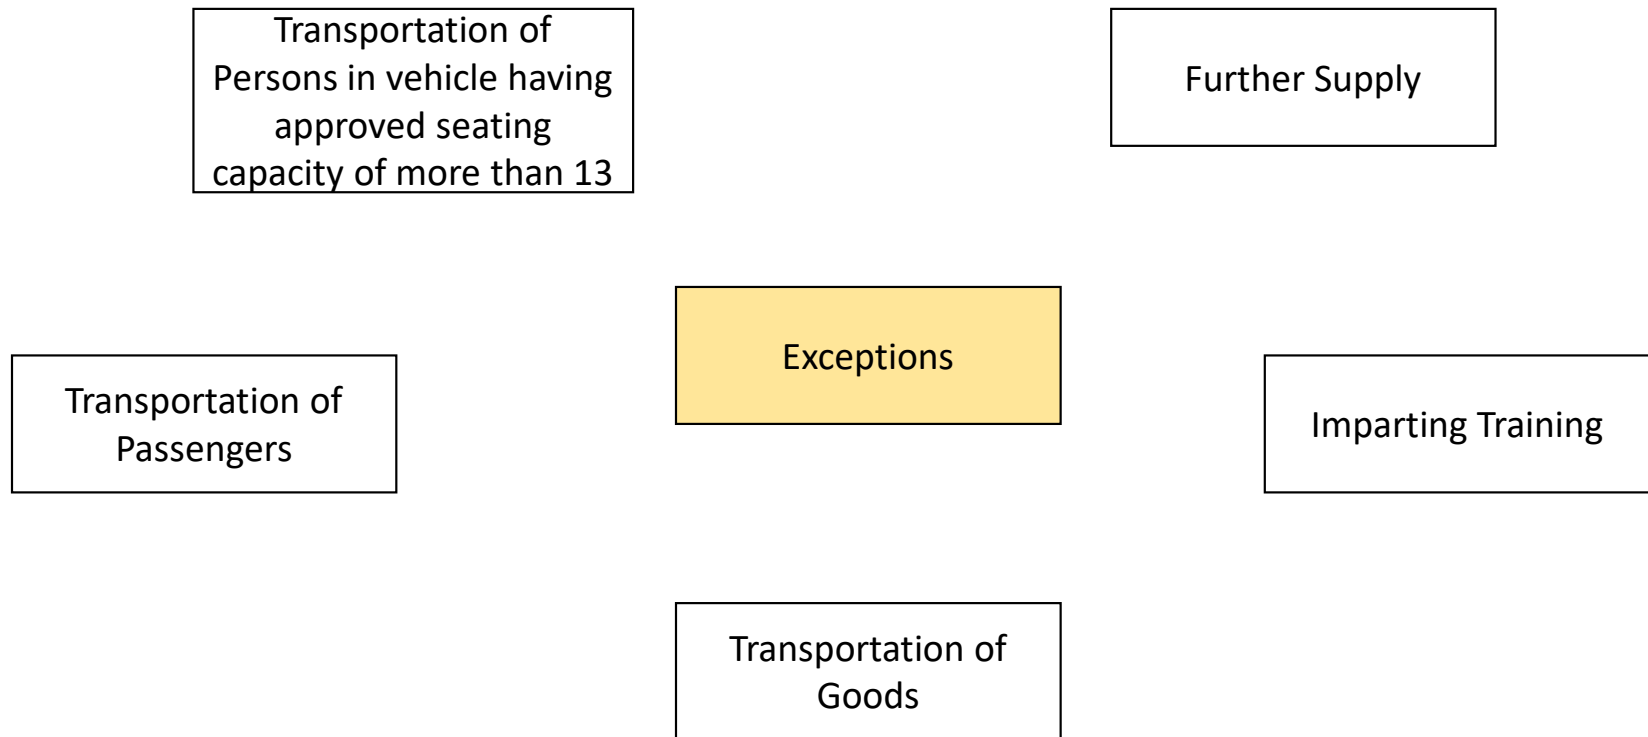 Transportation of
Persons in vehicle having
approved seating
capacity of more than 13
Further Supply
Exceptions
Transportation of
Passengers
Imparting Training
Transportation of
Goods